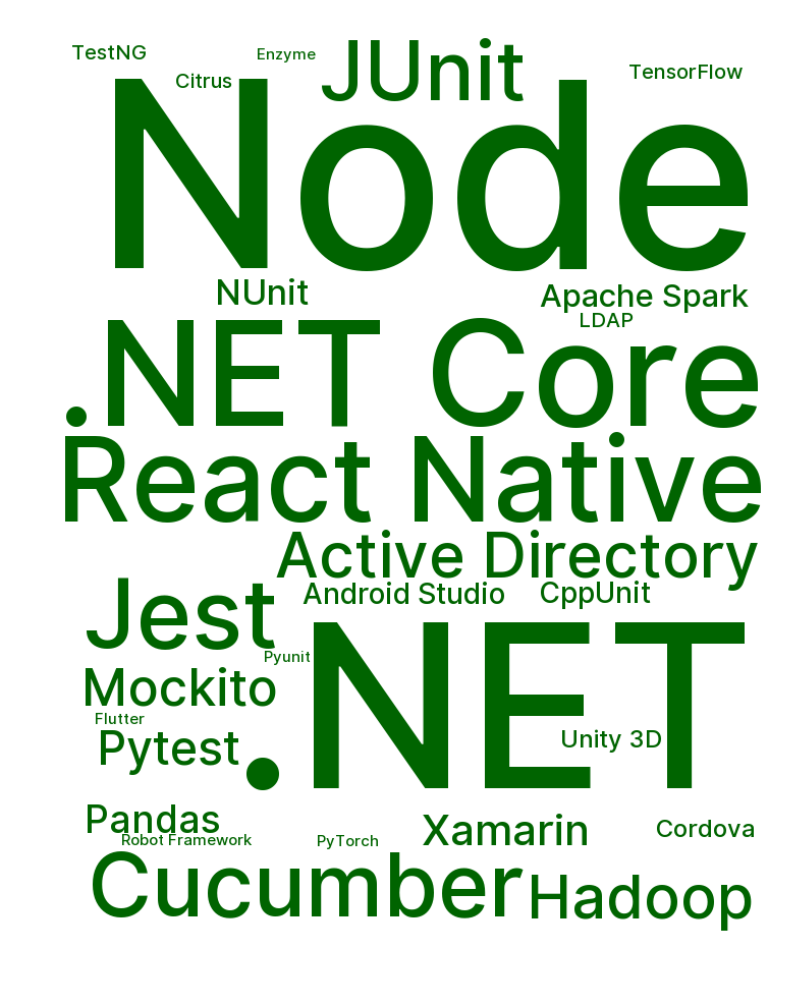 TestNG
Enzyme
JUnit
Citrus
TensorFlow
Node
NUnit
Apache Spark
LDAP
.NET Core
React Native
Active Directory
Jest
Android Studio
CppUnit
Pyunit
.NET
Mockito
Flutter
Pytest
Unity 3D
Pandas
Xamarin
Cordova
Robot Framework
PyTorch
Cucumber
Hadoop